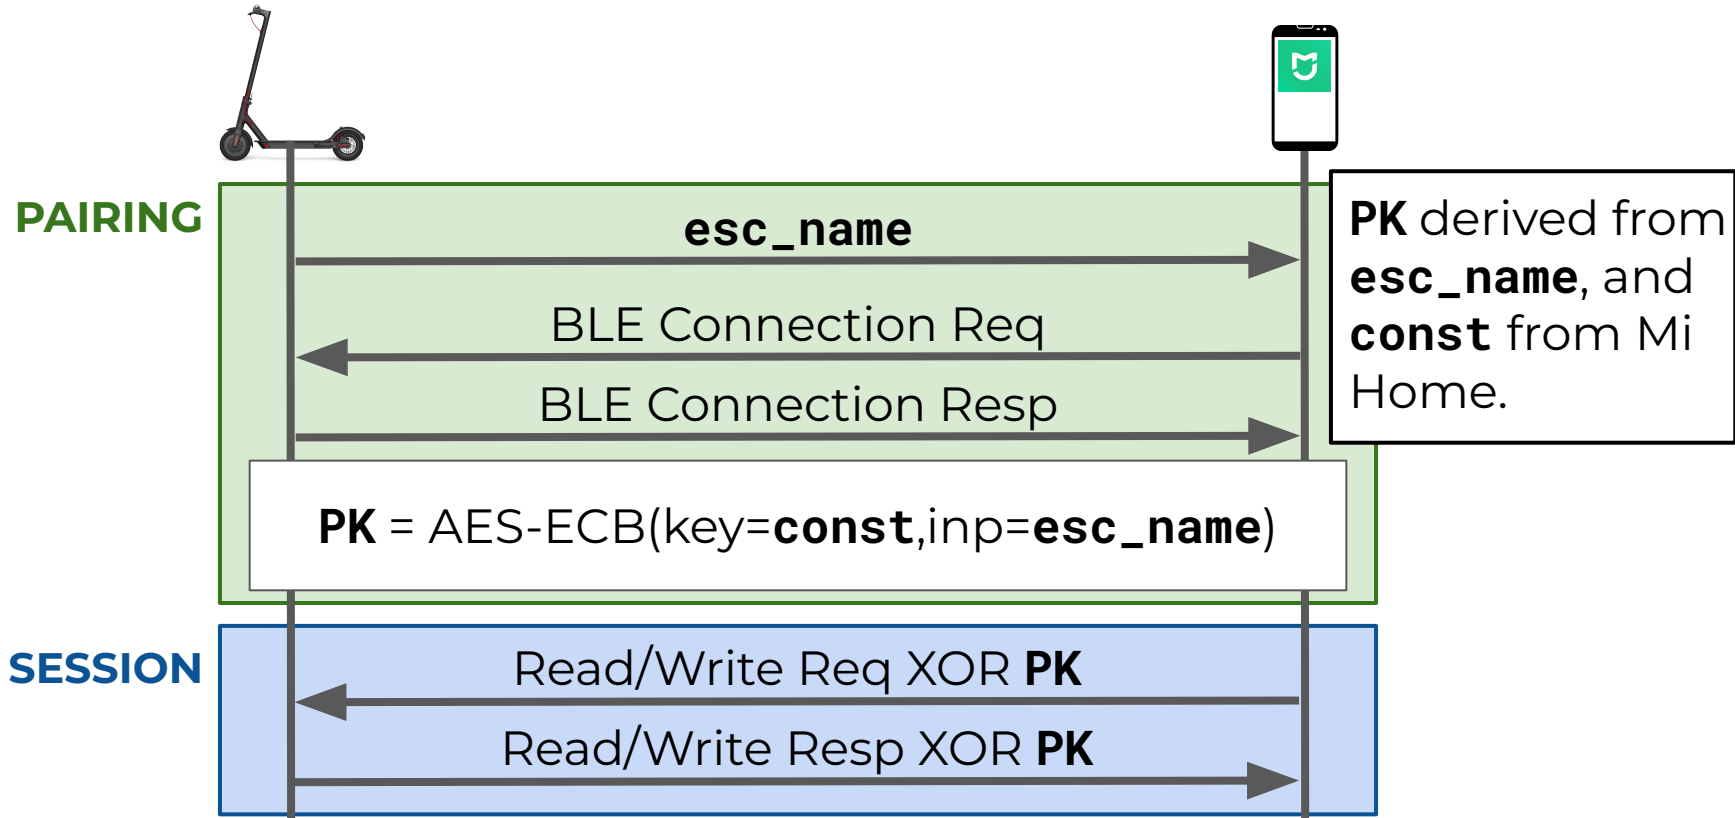 PAIRING
esc_name
BLE Connection Req
BLE Connection Resp
PK derived from
esc_name, and
const from Mi
Home.
PK = AES-ECB(key=const,inp=esc_name)
SESSION
Read/Write Req XOR PK
Read/Write Resp XOR PK